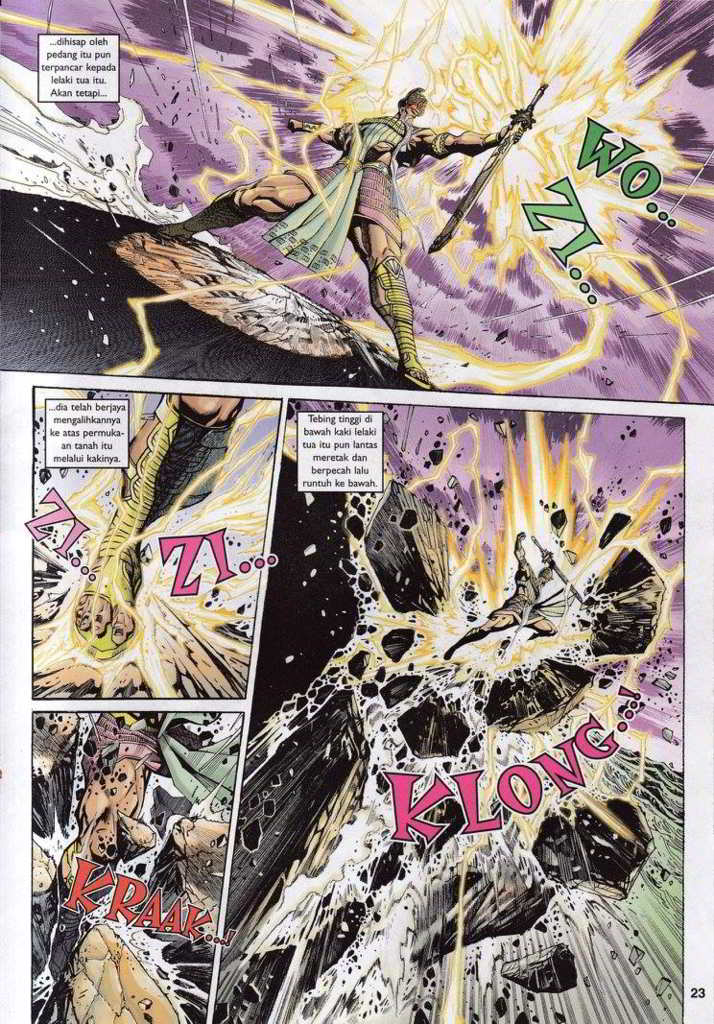 ...dihisap oleh
pedang itu pun
terpancar kepada
lelaki tua itu.
Akan tetapi...
WO...
ZI...
...dia telah berjaya
mengalihkannya
ke atas permuka-
an tanah itu
melalui kakinya.
ZI...
ZI...
Tebing tinggi di
bawah kaki lelaki
tua itu pun lantas
meretak dan
berpecah lalu
runtuh ke bawah.
KLONG...!
KRAAK...!
23